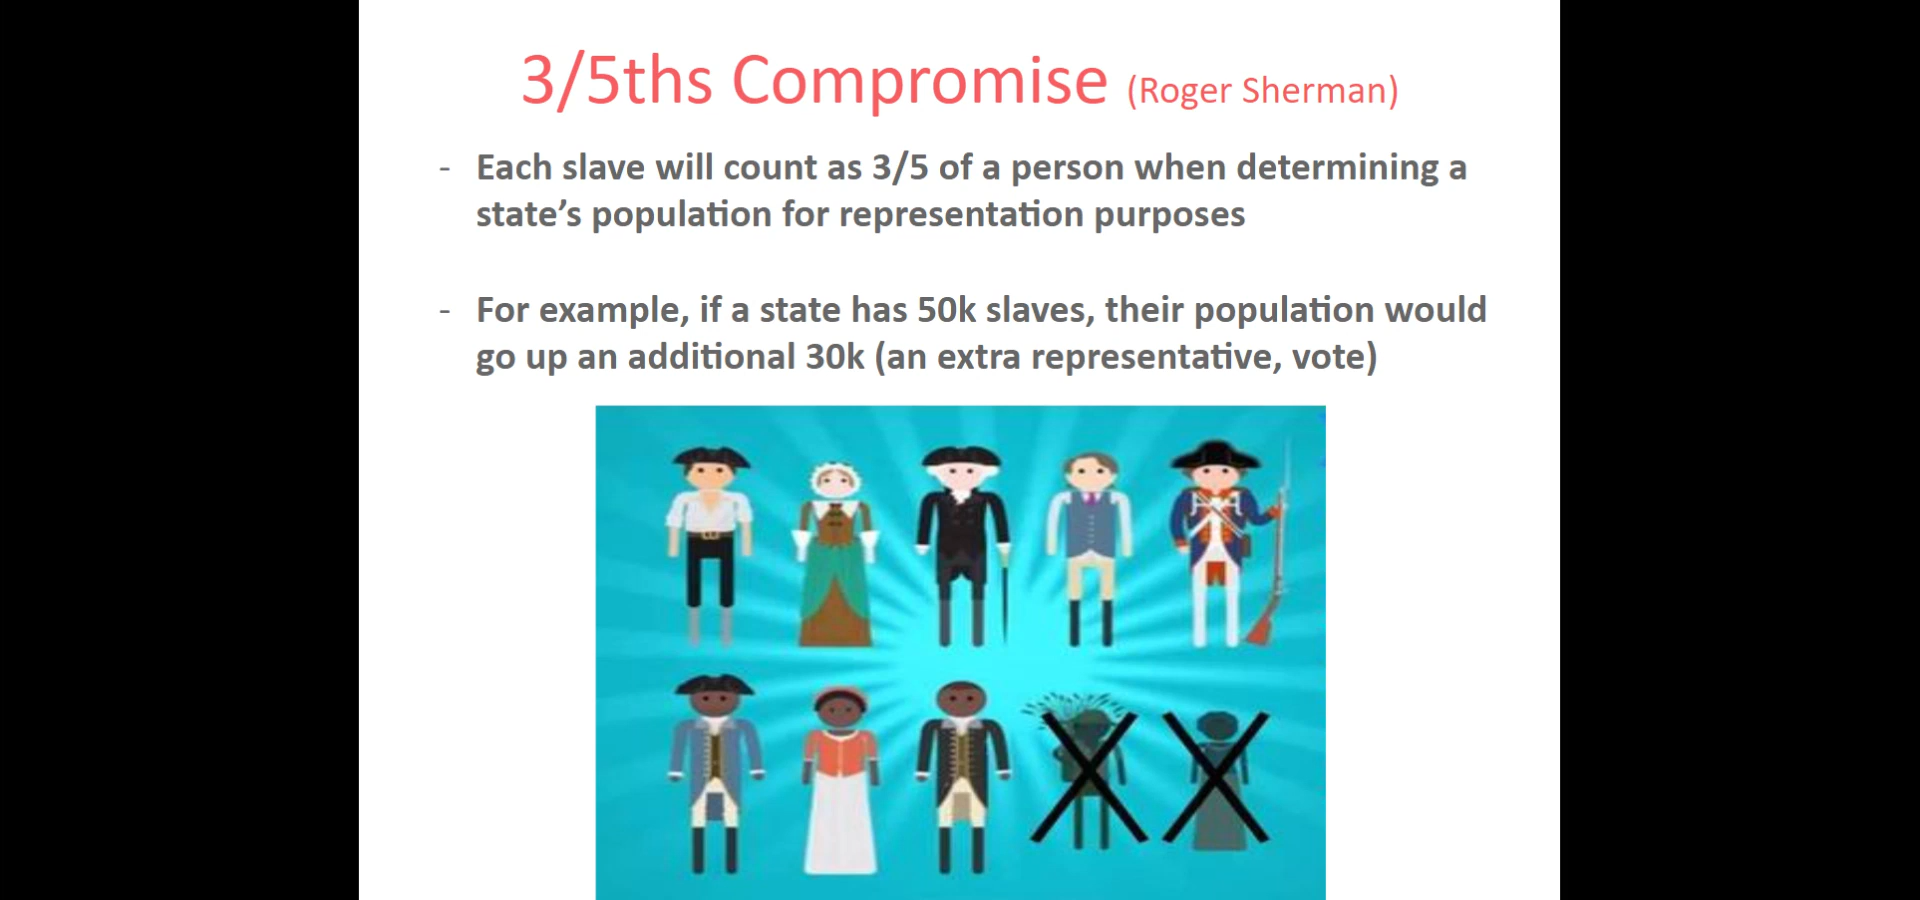 3/5ths Compromise (Roger Sherman)
- Each slave will count as 3/5 of a person when determining a
state’s population for representation purposes
- For example, if a state has 50k slaves, their population would
go up an additional 30k (an extra representative, vote)